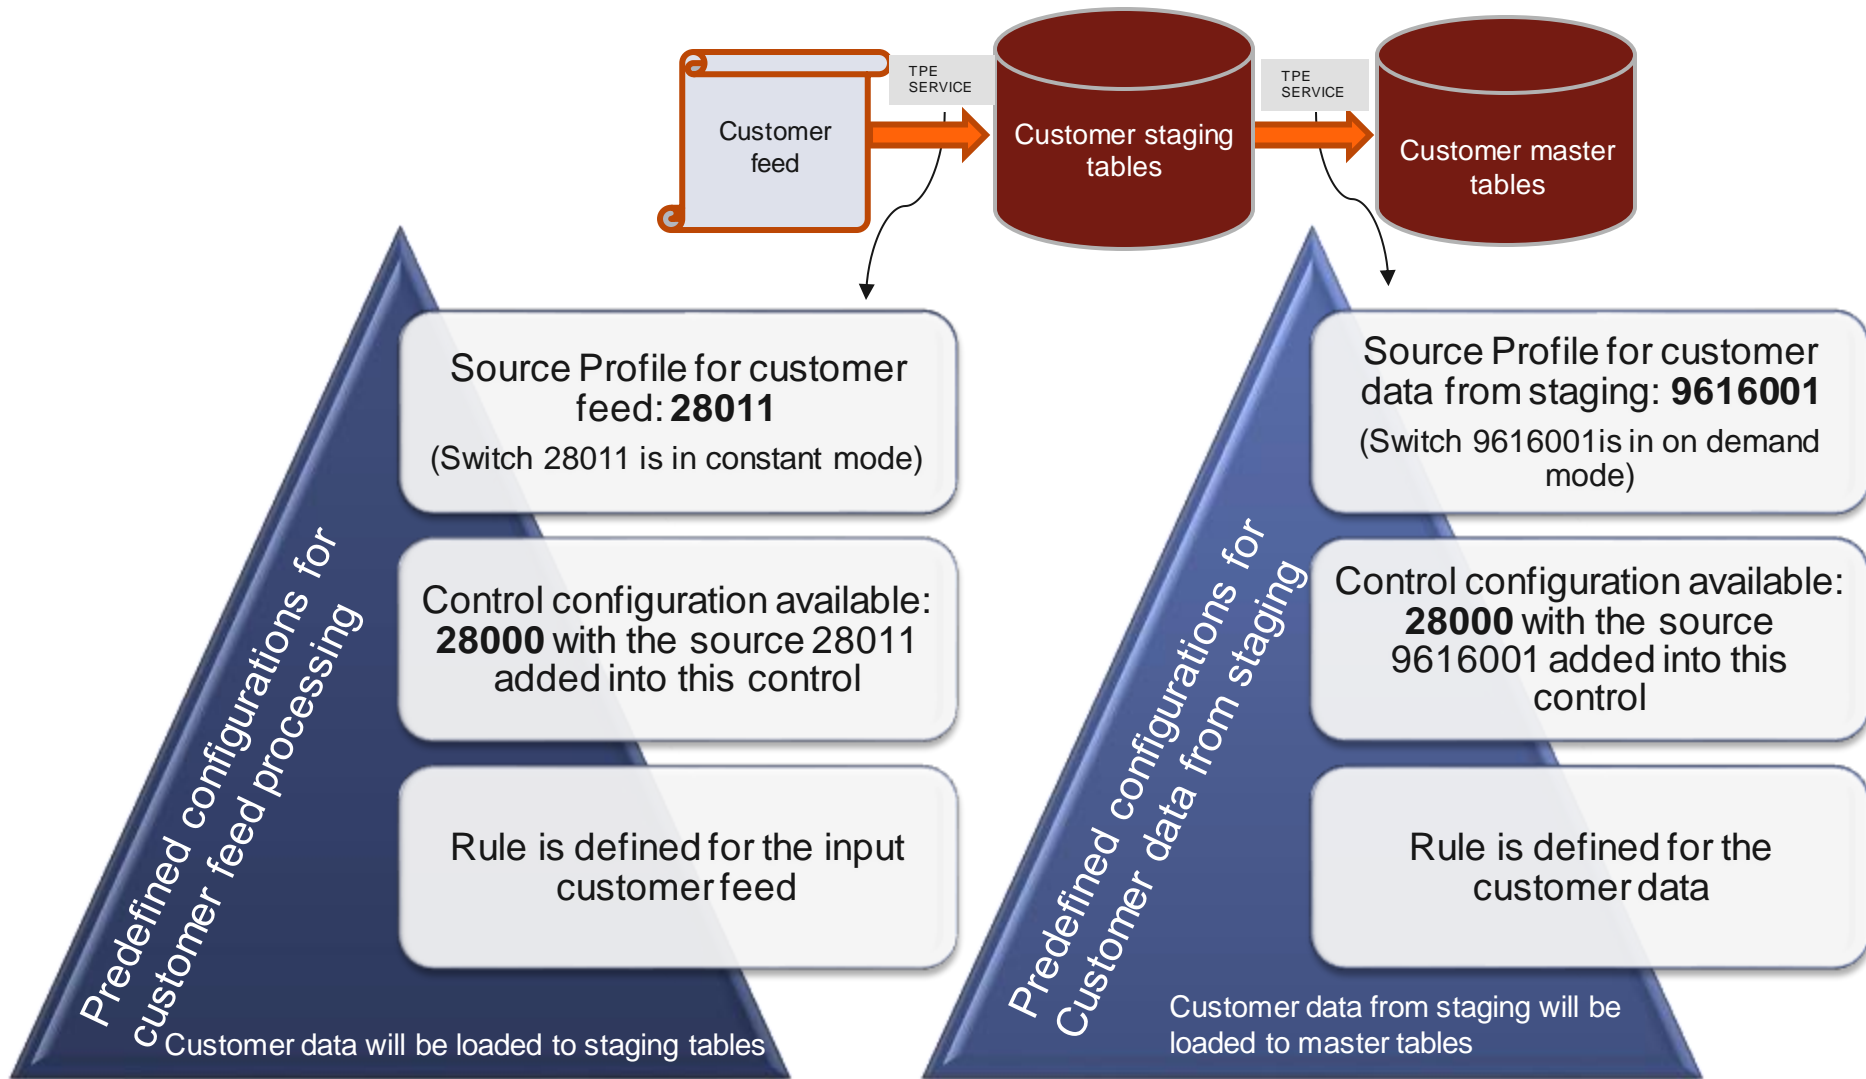 Customer
feed
TPE
SERVICE
Customer staging
tables
TPE
SERVICE
Customer master
tables
Predefined configurations for
customer feed processing
Source Profile for customer
feed: 28011
(Switch 28011 is in constant mode)
Control configuration available:
28000 with the source 28011
added into this control
Rule is defined for the input
customer feed
Customer data will be loaded to staging tables
Predefined configurations for
Customer data from staging
Source Profile for customer
data from staging: 9616001
(Switch 9616001is in on demand
mode)
Control configuration available:
28000 with the source
9616001 added into this
control
Rule is defined for the
customer data
Customer data from staging will be
loaded to master tables